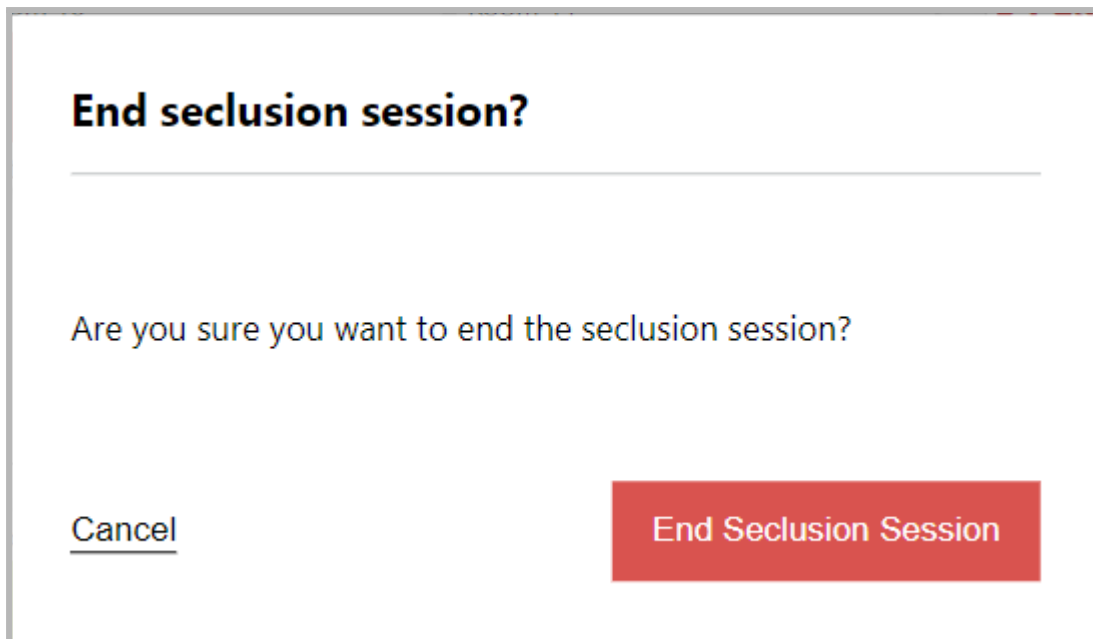 End seclusion session?
Are you sure you want to end the seclusion session?
Cancel
End Seclusion Session